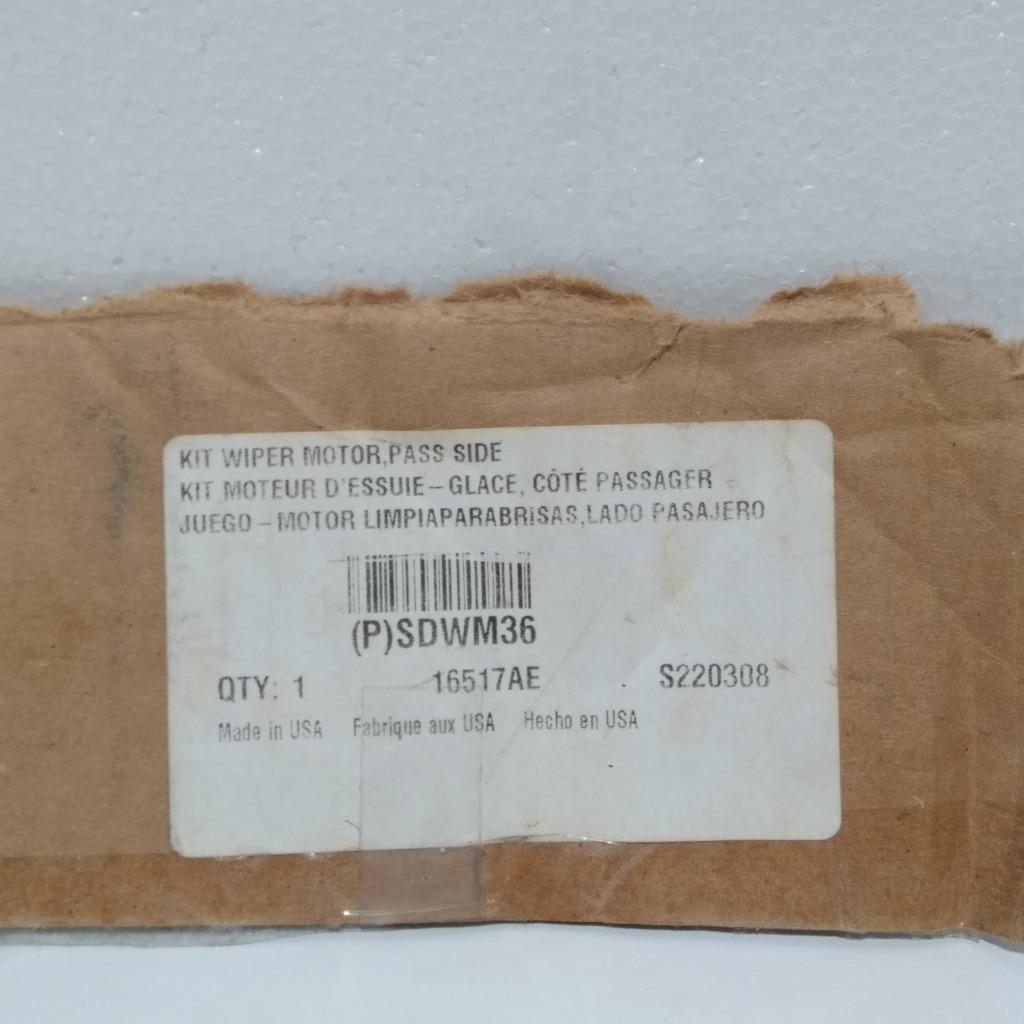 KIT WIPER MOTOR,PASS SIDE
KIT MOTEUR D'ESSUIE-GLACE, CÔTÉ PASSAGER
JUEGO-MOTOR LIMPIAPARABRISAS,LADO PASAJERO
(P)SDWM36
QTY: 1 16517AE S220308
Made in USA Fabrique aux USA Hecho en USA